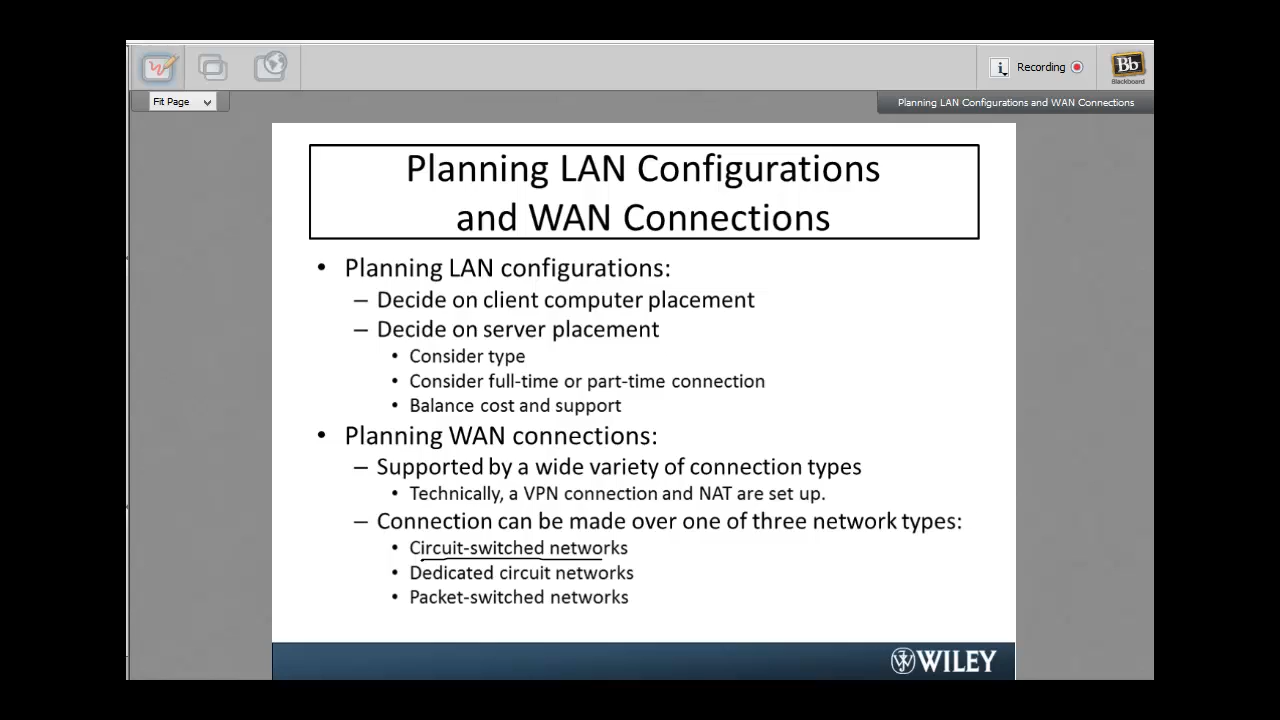 Recording
Bb
Blackboard
Fit Page
Planning LAN Configurations and WAN Connections
Planning LAN Configurations
and WAN Connections
• Planning LAN configurations:
– Decide on client computer placement
– Decide on server placement
• Consider type
• Consider full-time or part-time connection
• Balance cost and support
• Planning WAN connections:
– Supported by a wide variety of connection types
• Technically, a VPN connection and NAT are set up.
– Connection can be made over one of three network types:
• Circuit-switched networks
• Dedicated circuit networks
• Packet-switched networks
WILEY